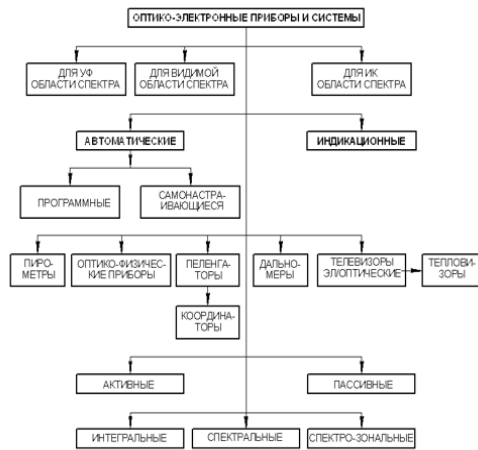 ОПТИКО-ЭЛЕКТРОННЫЕ ПРИБОРЫ И СИСТЕМЫ
ДЛЯ УФ
ОБЛАСТИ СПЕКТРА
ДЛЯ ВИДИМОЙ
ОБЛАСТИ СПЕКТРА
ДЛЯ ИК
ОБЛАСТИ СПЕКТРА
АВТОМАТИЧЕСКИЕ
ИНДИКАЦИОННЫЕ
ПРОГРАММНЫЕ
САМОНАСТРА-
ИВАЮЩИЕСЯ
ПИРО-
МЕТРЫ
ОПТИКО-ФИЗИЧЕС-
КИЕ ПРИБОРЫ
ПЕЛЕНГА-
ТОРЫ
ДАЛЬНО-
МЕРЫ
ТЕЛЕВИЗОРЫ
ЭЛ/ОПТИЧЕСКИЕ
ТЕПЛОВИ-
ЗОРЫ
КООРДИНА-
ТОРЫ
АКТИВНЫЕ
ПАССИВНЫЕ
ИНТЕГРАЛЬНЫЕ
СПЕКТРАЛЬНЫЕ
СПЕКТРО-ЗОНАЛЬНЫЕ